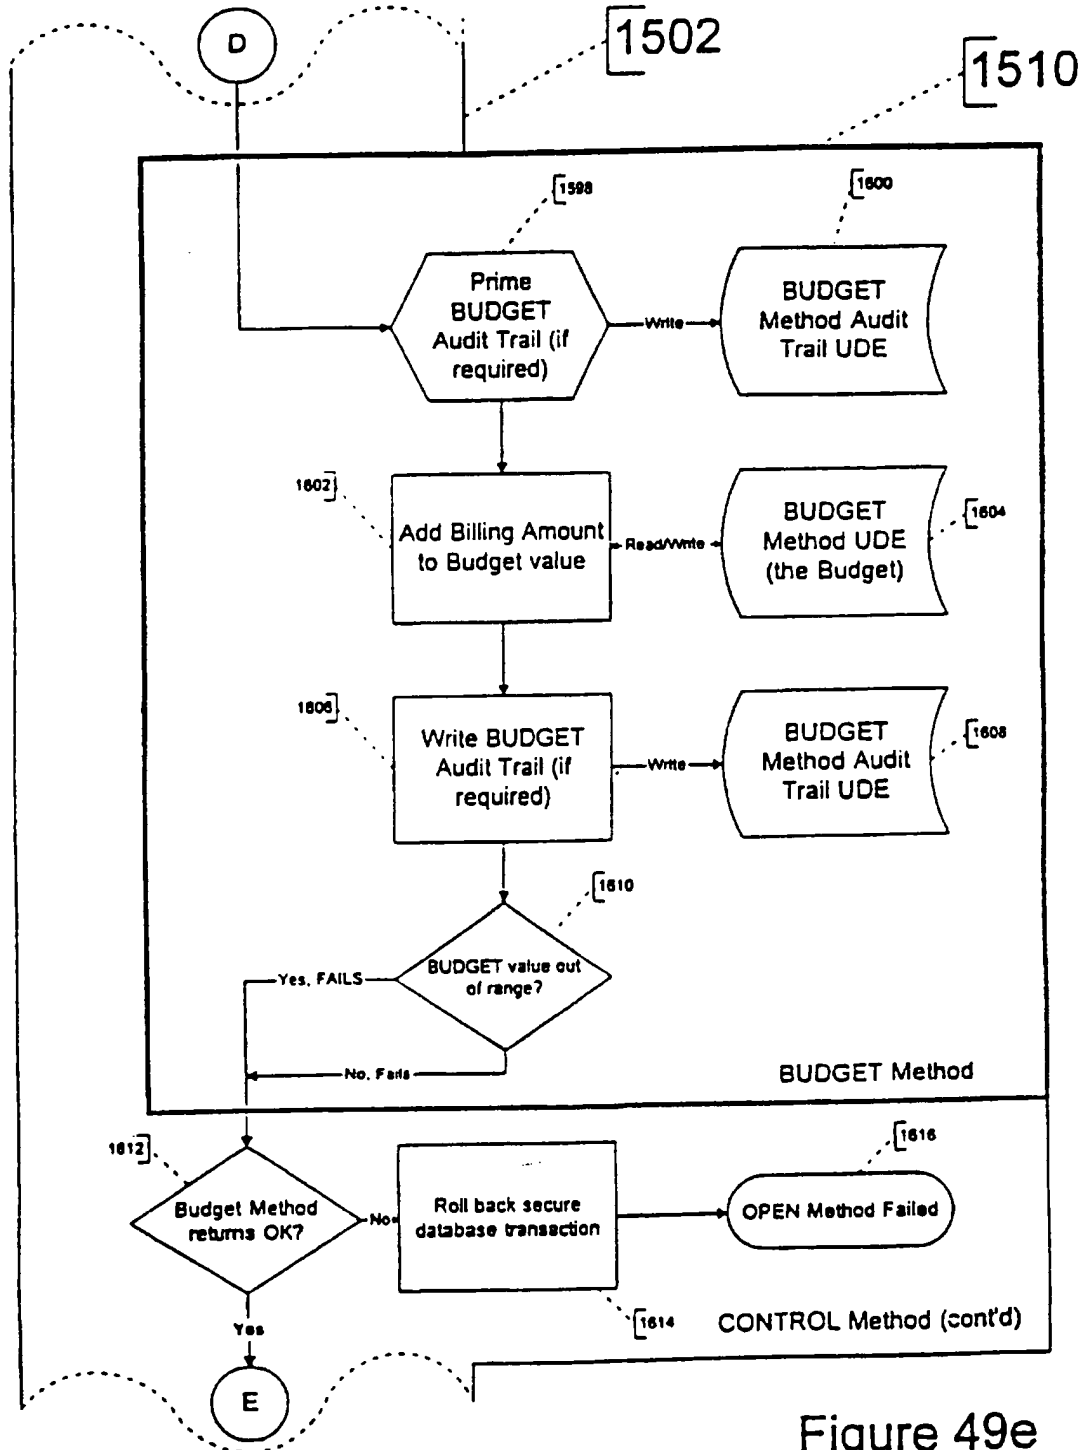 D
1502
1510
1598
1600
Prime
BUDGET
Audit Trail (if
required)
Write
BUDGET
Method Audit
Trail UDE
1602
Add Billing Amount
to Budget value
Read/Write
BUDGET
Method UDE
(the Budget)
1604
1606
Write BUDGET
Audit Trail (if
required)
Write
BUDGET
Method Audit
Trail UDE
1608
1610
BUDGET value out
of range?
Yes, FAILS
No, Fails
BUDGET Method
1612
Budget Method
returns OK?
No
Roll back secure
database transaction
1616
OPEN Method Failed
1614
Yes
CONTROL Method (cont'd)
E
Figure 49e